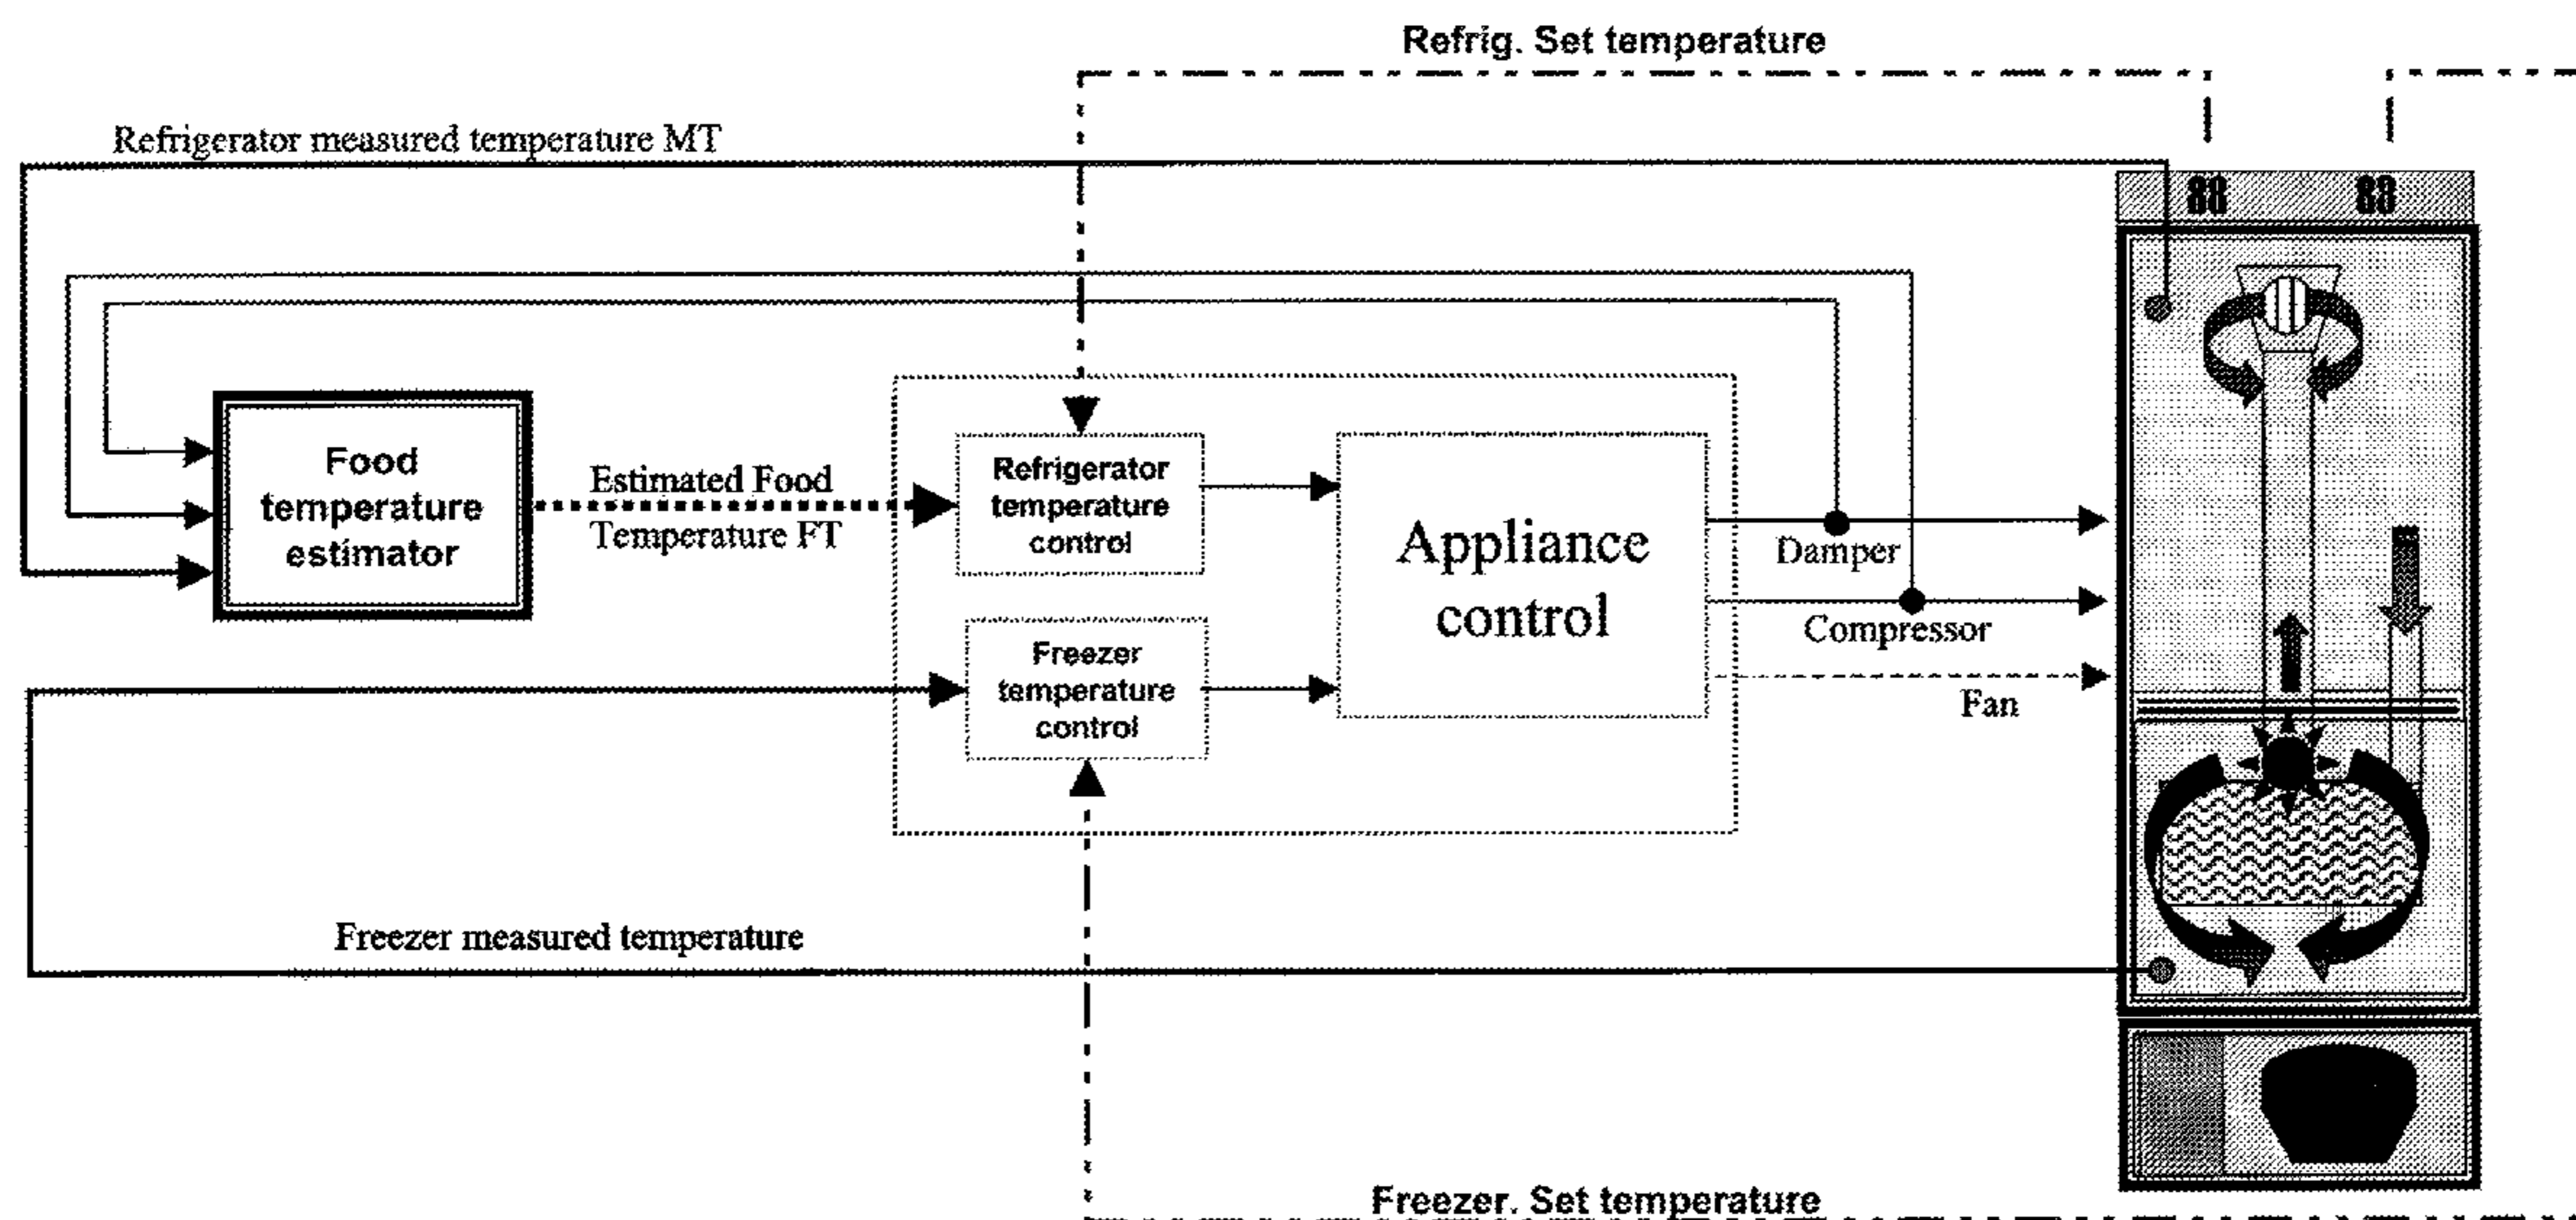 Refrig. Set temperature
Refrigerator measured temperature MT
88 88
Food
temperature
estimator
Estimated Food
Temperature FT
Refrigerator
temperature
control
Appliance
control
Damper
Compressor
Fan
Freezer
temperature
control
Freezer measured temperature
Freezer. Set temperature